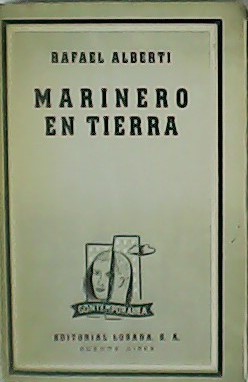 RAFAEL ALBERTI
MARINERO
EN TIERRA
CONTEMPORANEA
EDITORIAL LOSADA, S. A.
BUENOS AIRES